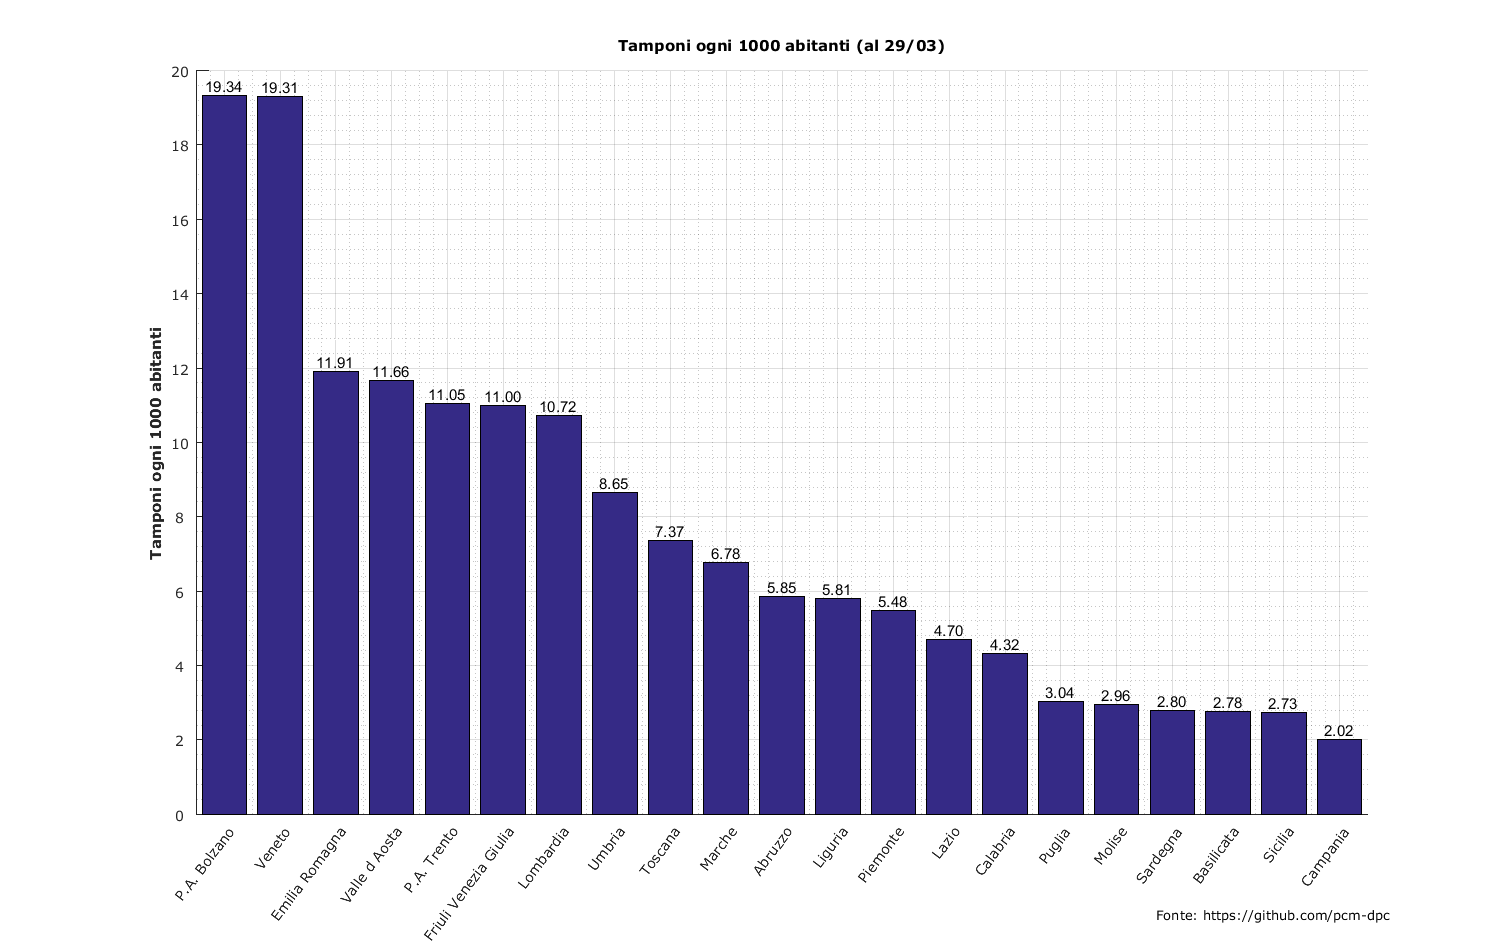 Tamponi ogni 1000 abitanti (al 29/03)
Tamponi ogni 1000 abitanti
20
18
16
14
12
10
8
6
4
2
0
19.34
19.31
11.91
11.66
11.05
11.00
10.72
8.65
7.37
6.78
5.85
5.81
5.48
4.70
4.32
3.04
2.96
2.80
2.78
2.73
2.02
P.A. Bolzano
Veneto
Emilia Romagna
Valle d Aosta
P.A. Trento
Friuli Venezia Giulia
Lombardia
Umbria
Toscana
Marche
Abruzzo
Liguria
Piemonte
Lazio
Calabria
Puglia
Molise
Sardegna
Basilicata
Sicilia
Campania
Fonte: https://github.com/pcm-dpc